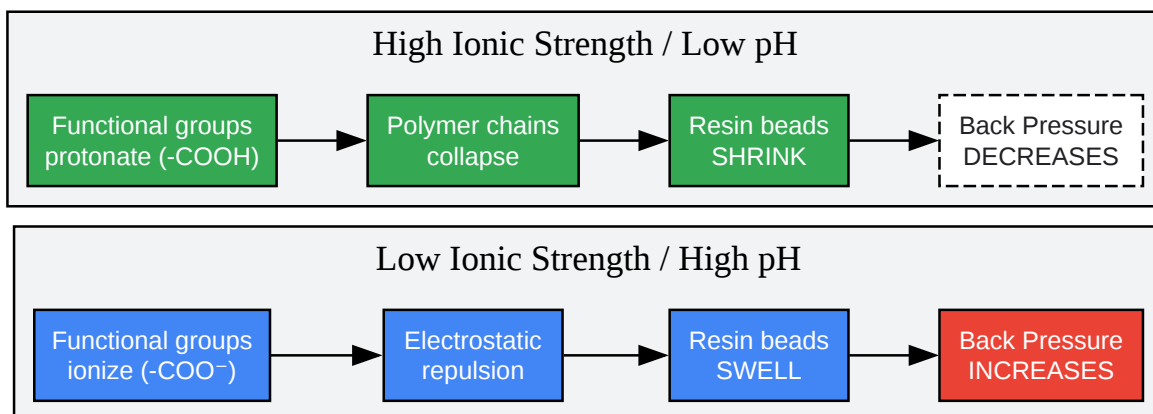 High Ionic Strength / Low pH
Functional groups
protonate (-COOH)
Polymer chains
collapse
Resin beads
SHRINK
Back Pressure
DECREASES
Low Ionic Strength / High pH
Functional groups
ionize (-COO⁻)
Electrostatic
repulsion
Resin beads
SWELL
Back Pressure
INCREASES